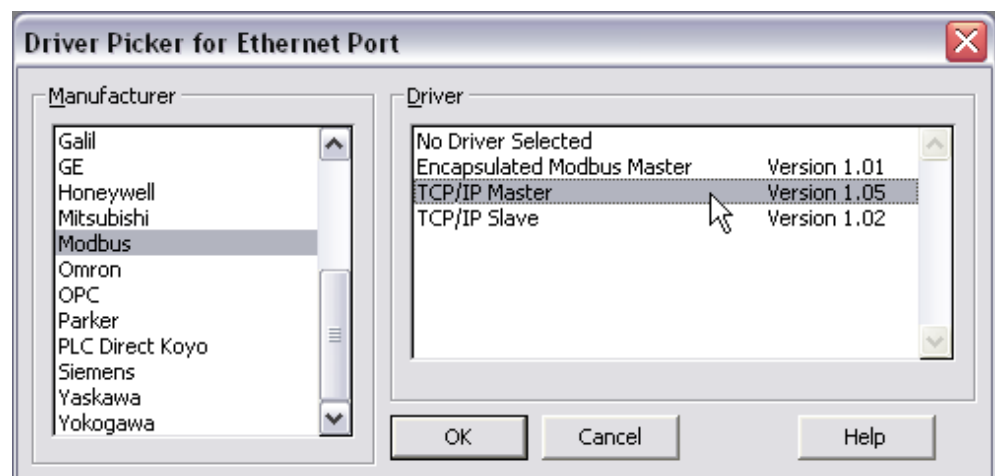 Driver Picker for Ethernet Port
Manufacturer
Galil
GE
Honeywell
Mitsubishi
Modbus
Omron
OPC
Parker
PLC Direct Koyo
Siemens
Yaskawa
Yokogawa
Driver
No Driver Selected
Encapsulated Modbus Master Version 1.01
TCP/IP Master Version 1.05
TCP/IP Slave Version 1.02
OK Cancel Help